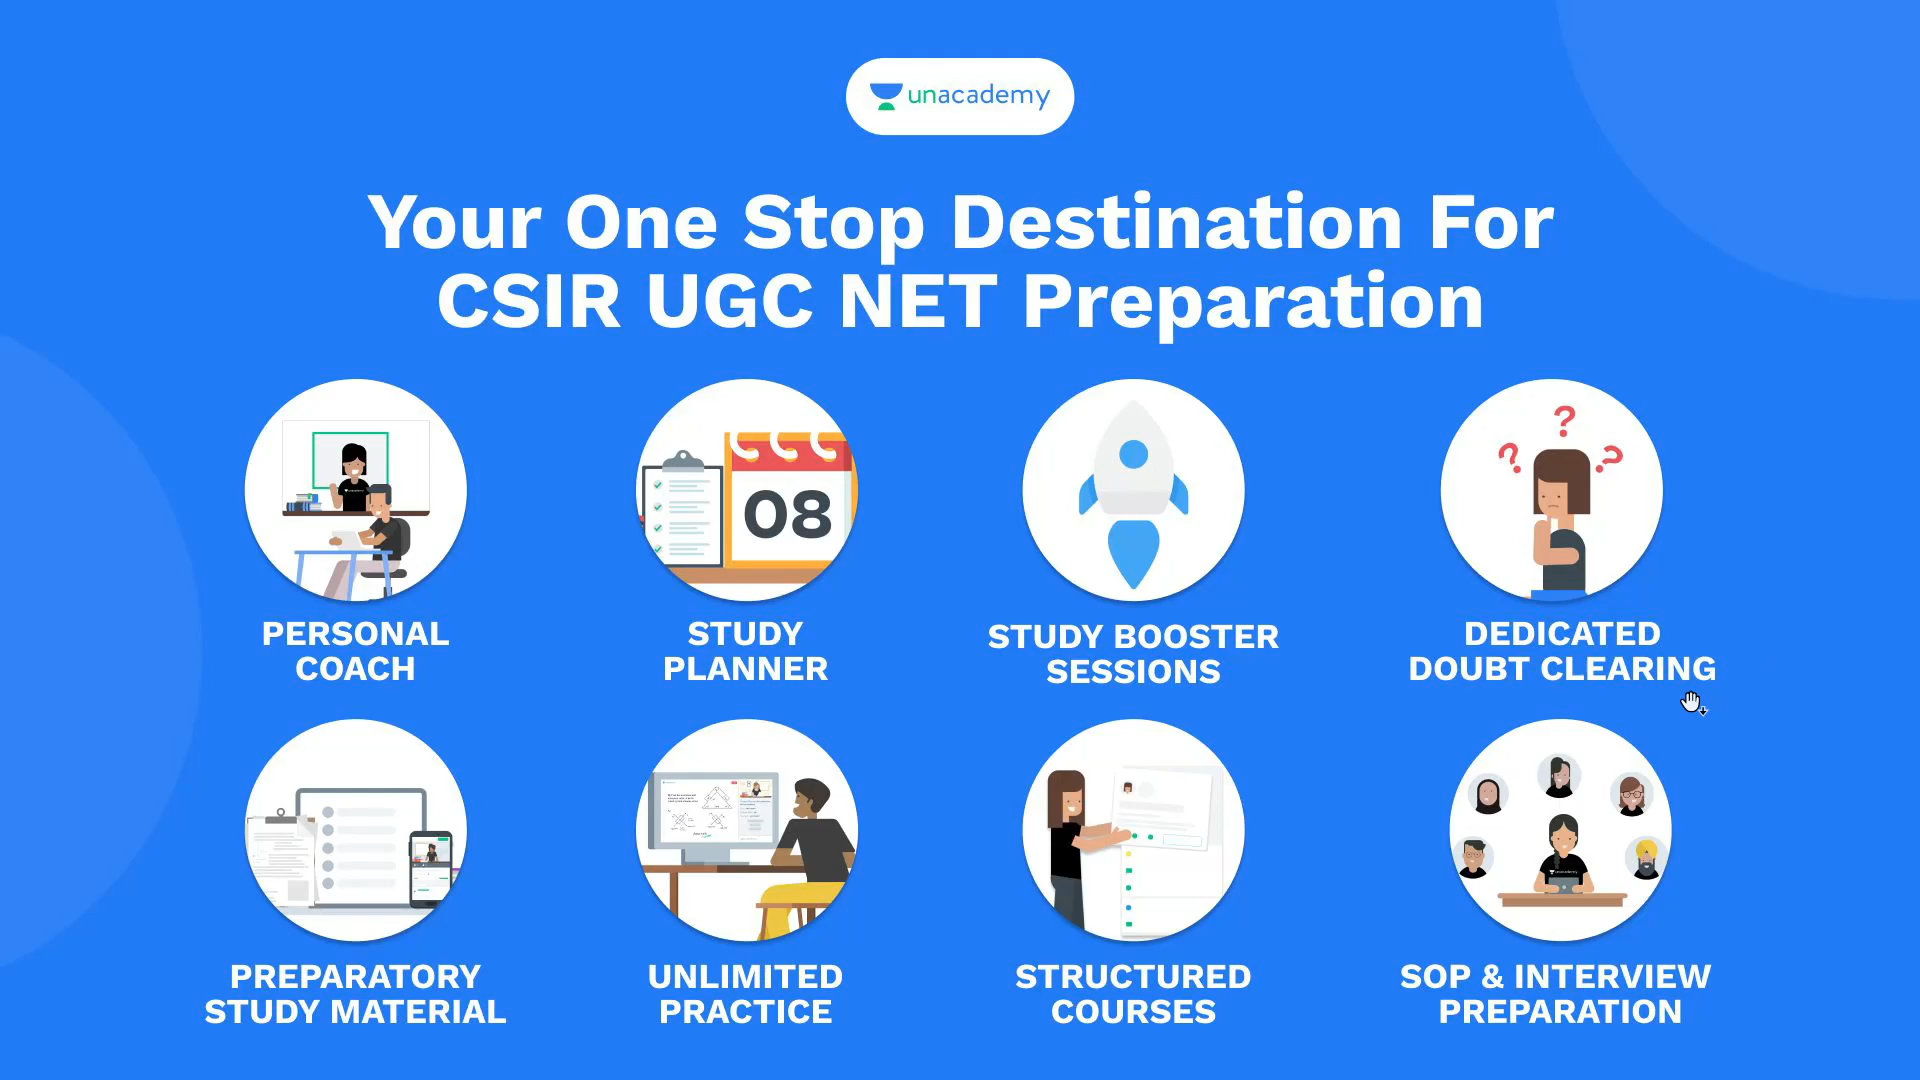 unacademy
Your One Stop Destination For
CSIR UGC NET Preparation
08
PERSONAL
COACH
STUDY
PLANNER
STUDY BOOSTER
SESSIONS
DEDICATED
DOUBT CLEARING
PREPARATORY
STUDY MATERIAL
UNLIMITED
PRACTICE
STRUCTURED
COURSES
SOP & INTERVIEW
PREPARATION